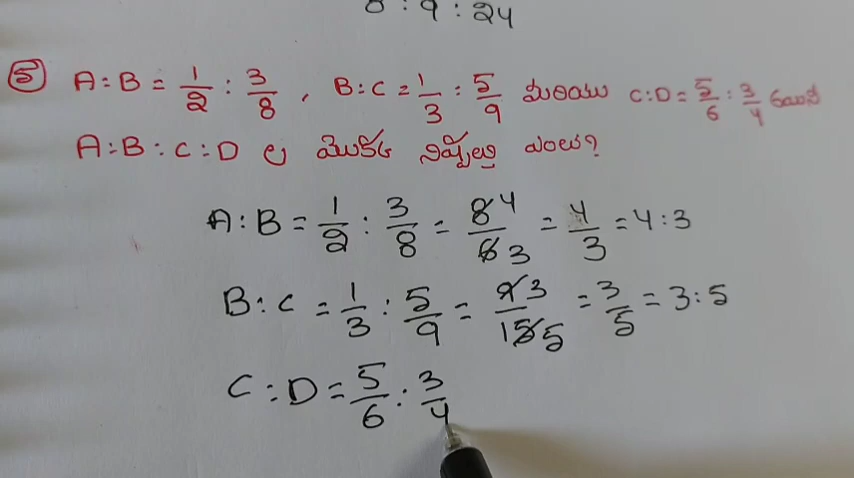 8 : 9 : 24
⑤ A:B = 1/2 : 3/8 , B:C = 1/3 : 5/9 మరియు C:D = 5/6 : 3/4 అయిన
A:B:C:D ల మొక్క నిష్పత్తి ఎంత?
A:B = 1/2 : 3/8 = 8 4/6 3 = 4/3 = 4:3
B:C = 1/3 : 5/9 = 9 3/15 5 = 3/5 = 3:5
C:D = 5/6 : 3/4